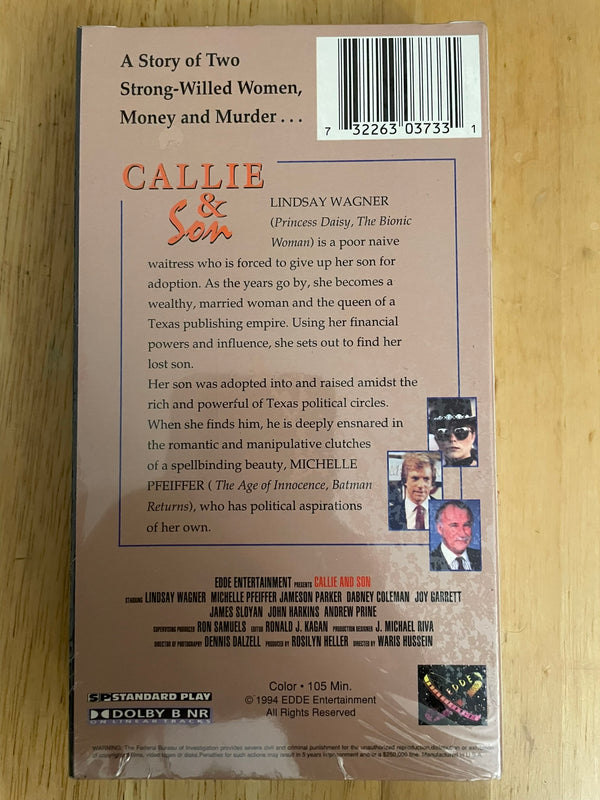 A Story of Two
Strong-Willed Women,
Money and Murder . . .
7 32263 03733 1
CALLIE
&
Son
LINDSAY WAGNER
(Princess Daisy, The Bionic
Woman) is a poor naive
waitress who is forced to give up her son for
adoption. As the years go by, she becomes a
wealthy, married woman and the queen of a
Texas publishing empire. Using her financial
powers and influence, she sets out to find her
lost son.
Her son was adopted into and raised amidst the
rich and powerful of Texas political circles.
When she finds him, he is deeply ensnared in
the romantic and manipulative clutches
of a spellbinding beauty, MICHELLE
PFEIFFER ( The Age of Innocence, Batman
Returns), who has political aspirations
of her own.
EDDE ENTERTAINMENT PRESENTS CALLIE AND SON
STARRING LINDSAY WAGNER MICHELLE PFEIFFER JAMESON PARKER DABNEY COLEMAN JOY GARRETT
JAMES SLOYAN JOHN HARKINS ANDREW PRINE
SUPERVISING PRODUCER RON SAMUELS EDITOR RONALD J. KAGAN PRODUCTION DESIGNER J. MICHAEL RIVA
DIRECTOR OF PHOTOGRAPHY DENNIS DALZELL PRODUCED BY ROSILYN HELLER DIRECTED BY WARIS HUSSEIN
SP STANDARD PLAY
DOLBY B NR
ON LINEAR TRACKS
Color • 105 Min.
© 1994 EDDE Entertainment
All Rights Reserved
EDDE
WARNING: The Federal Bureau of Investigation provides severe civil and criminal punishment for the unauthorized reproduction, distribution or exhibition
of copyrighted films, video tapes or disks. Penalties for such actions may result in 5 years imprisonment and or a $250,000 fine. Manufactured in U.S.A.